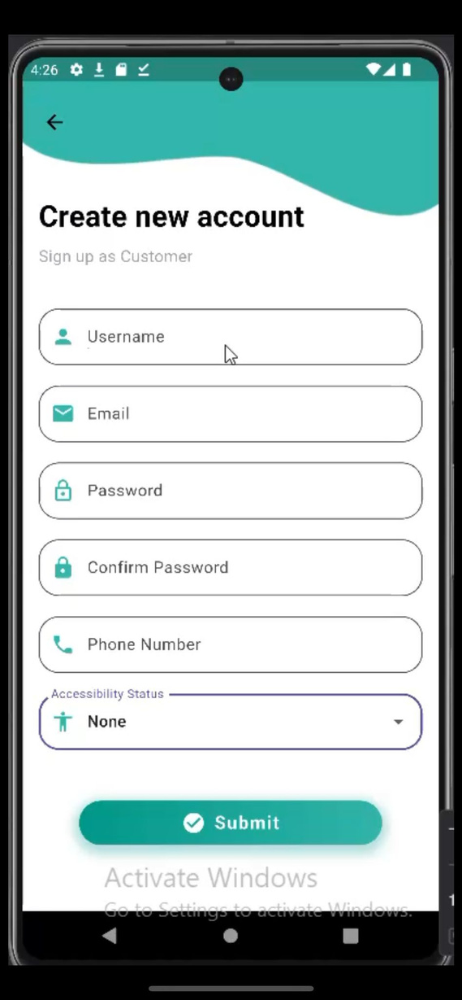 4:26
Create new account
Sign up as Customer
Username
Email
Password
Confirm Password
Phone Number
Accessibility Status
None
Submit
Activate Windows
Go to Settings to activate Windows.
1